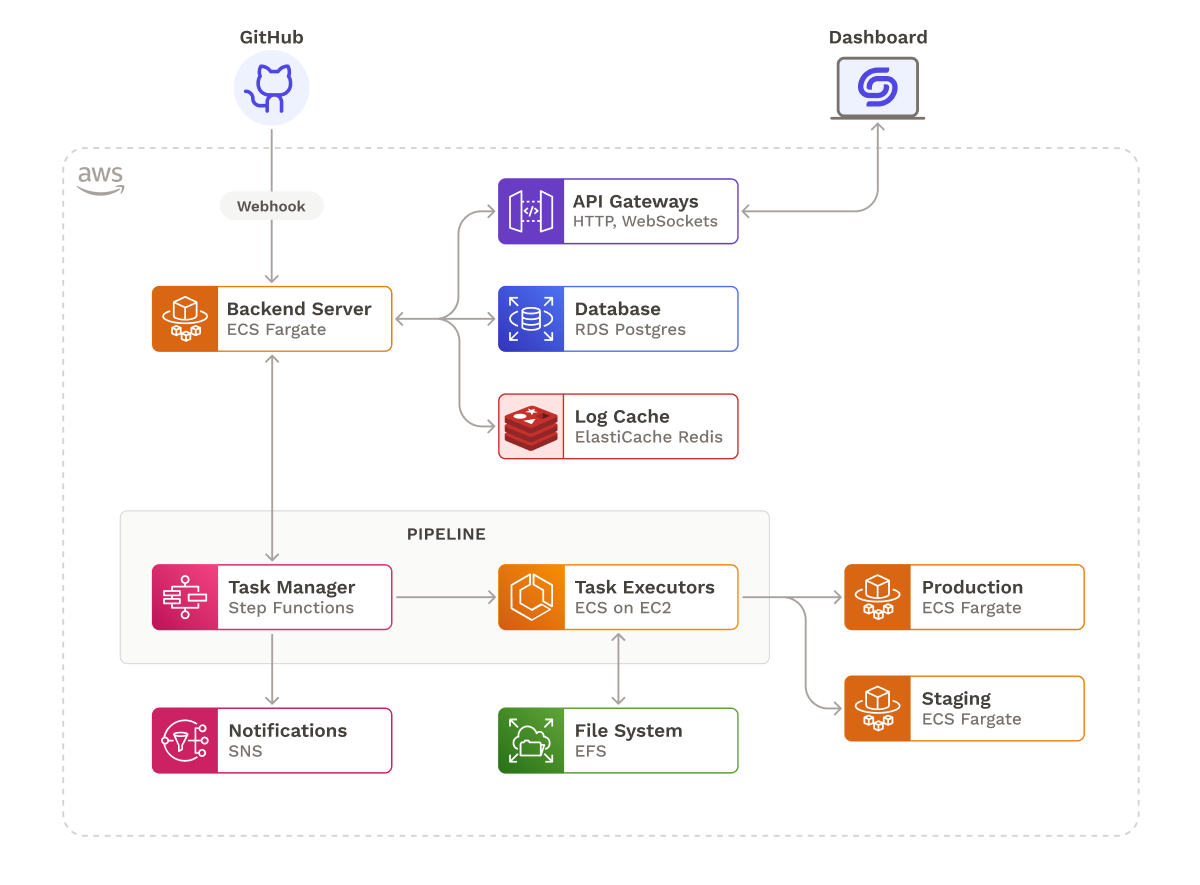 GitHub
Dashboard
aws
Webhook
API Gateways
HTTP, WebSockets
</>
Backend Server
ECS Fargate
Database
RDS Postgres
Log Cache
ElastiCache Redis
PIPELINE
Task Manager
Step Functions
Task Executors
ECS on EC2
Production
ECS Fargate
Staging
ECS Fargate
Notifications
SNS
File System
EFS